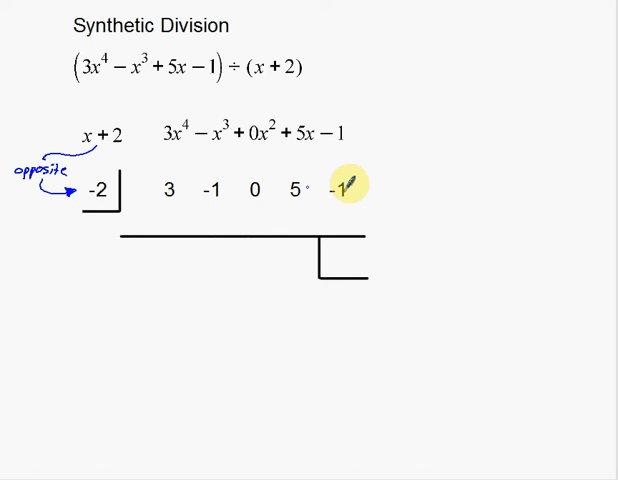 Synthetic Division
(3x⁴ − x³ + 5x − 1) ÷ (x + 2)
x + 2 3x⁴ − x³ + 0x² + 5x − 1
opposite
-2 3 -1 0 5 -1